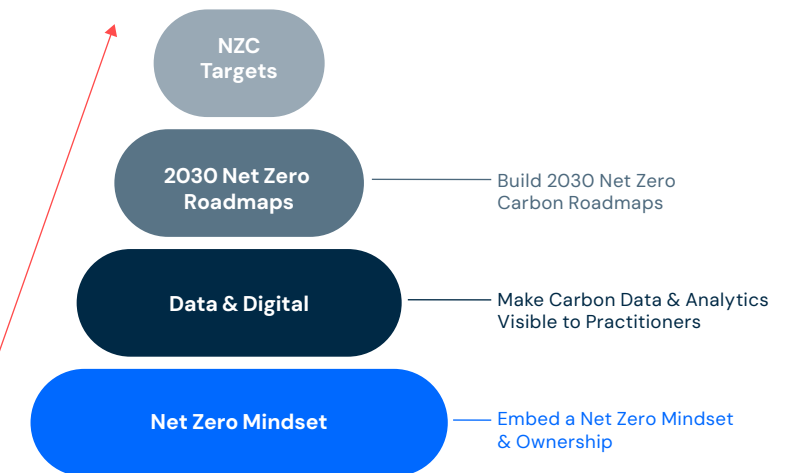 NZC
Targets
2030 Net Zero
Roadmaps
Build 2030 Net Zero
Carbon Roadmaps
Data & Digital
Make Carbon Data & Analytics
Visible to Practitioners
Net Zero Mindset
Embed a Net Zero Mindset
& Ownership